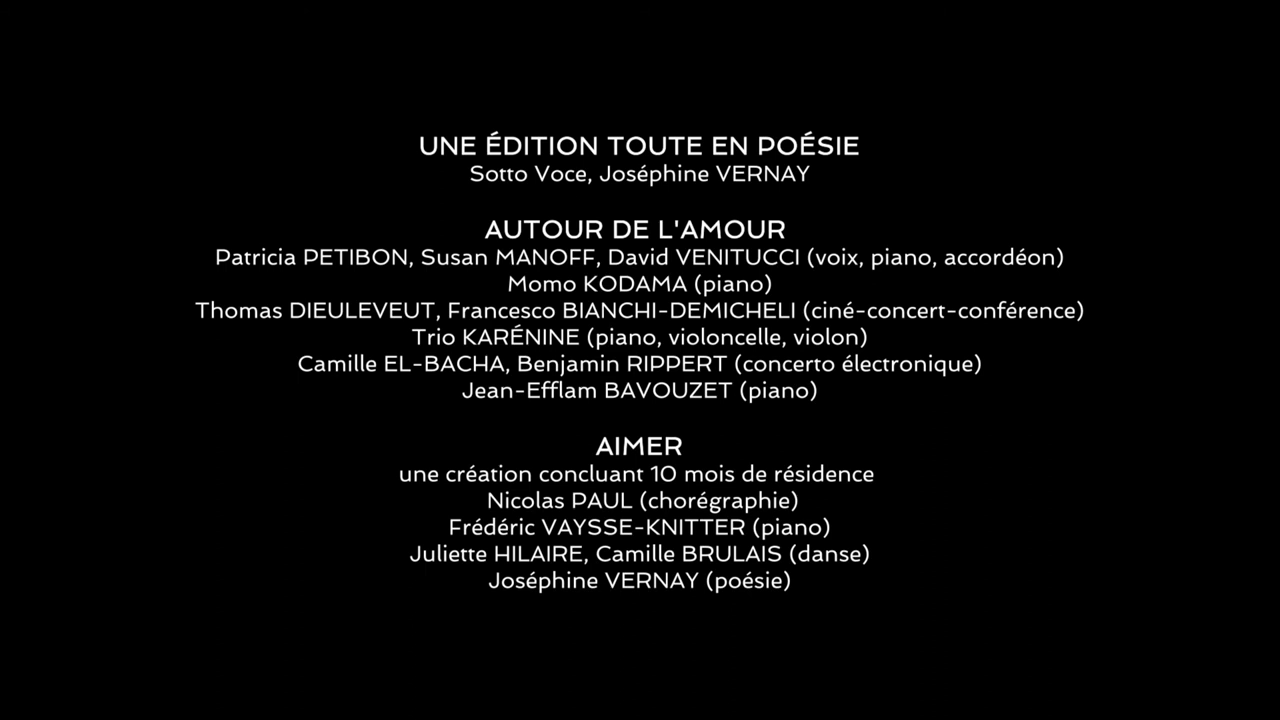 UNE ÉDITION TOUTE EN POÉSIE
Sotto Voce, Joséphine VERNAY
AUTOUR DE L'AMOUR
Patricia PETIBON, Susan MANOFF, David VENITUCCI (voix, piano, accordéon)
Momo KODAMA (piano)
Thomas DIEULEVEUT, Francesco BIANCHI-DEMICHELI (ciné-concert-conférence)
Trio KARÉNINE (piano, violoncelle, violon)
Camille EL-BACHA, Benjamin RIPPERT (concerto électronique)
Jean-Efflam BAVOUZET (piano)
AIMER
une création concluant 10 mois de résidence
Nicolas PAUL (chorégraphie)
Frédéric VAYSSE-KNITTER (piano)
Juliette HILAIRE, Camille BRULAIS (danse)
Joséphine VERNAY (poésie)